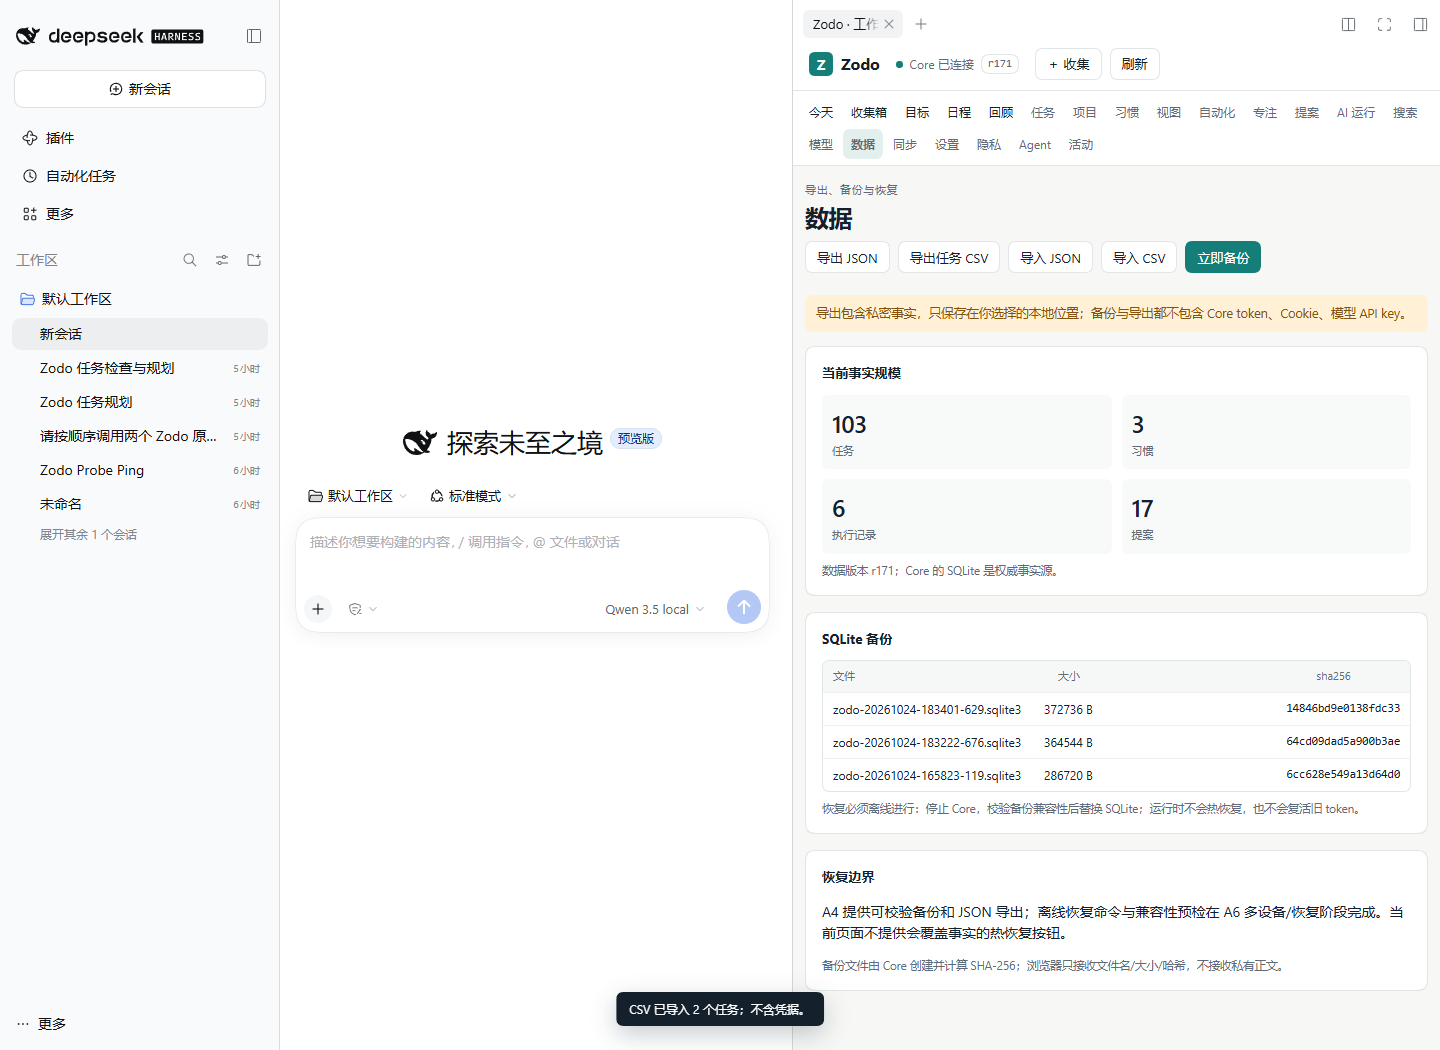 deepseek HARNESS
新会话
插件
自动化任务
更多
工作区
默认工作区
新会话
Zodo 任务检查与规划 5 小时
Zodo 任务规划 5 小时
请按顺序调用两个 Zodo 原... 5 小时
Zodo Probe Ping 6 小时
未命名 6 小时
展开其余 1 个会话
··· 更多
探索未至之境 预览版
默认工作区 标准模式
描述你想要构建的内容, / 调用指令, @ 文件或对话
Qwen 3.5 local
Zodo · 工作
Z Zodo Core 已连接 r171 + 收集 刷新
今天 收集箱 目标 日程 回顾 任务 项目 习惯 视图 自动化 专注 提案 AI 运行 搜索
模型 数据 同步 设置 隐私 Agent 活动
导出、备份与恢复
数据
导出 JSON 导出任务 CSV 导入 JSON 导入 CSV 立即备份
导出包含私密事实，只保存在你选择的本地位置；备份与导出都不包含 Core token、Cookie、模型 API key。
当前事实规模
103 3
任务 习惯
6 17
执行记录 提案
数据版本 r171；Core 的 SQLite 是权威事实源。
SQLite 备份
文件 大小 sha256
zodo-20261024-183401-629.sqlite3 372736 B 14846bd9e0138fdc33
zodo-20261024-183222-676.sqlite3 364544 B 64cd09dad5a900b3ae
zodo-20261024-165823-119.sqlite3 286720 B 6cc628e549a13d64d0
恢复必须离线进行：停止 Core，校验备份兼容性后替换 SQLite；运行时不会热恢复，也不会复活旧 token。
恢复边界
A4 提供可校验备份和 JSON 导出；离线恢复命令与兼容性预检在 A6 多设备/恢复阶段完成。当
前页面不提供会覆盖事实的热恢复按钮。
备份文件由 Core 创建并计算 SHA-256；浏览器只接收文件名/大小/哈希，不接收私有正文。
CSV 已导入 2 个任务；不含凭据。